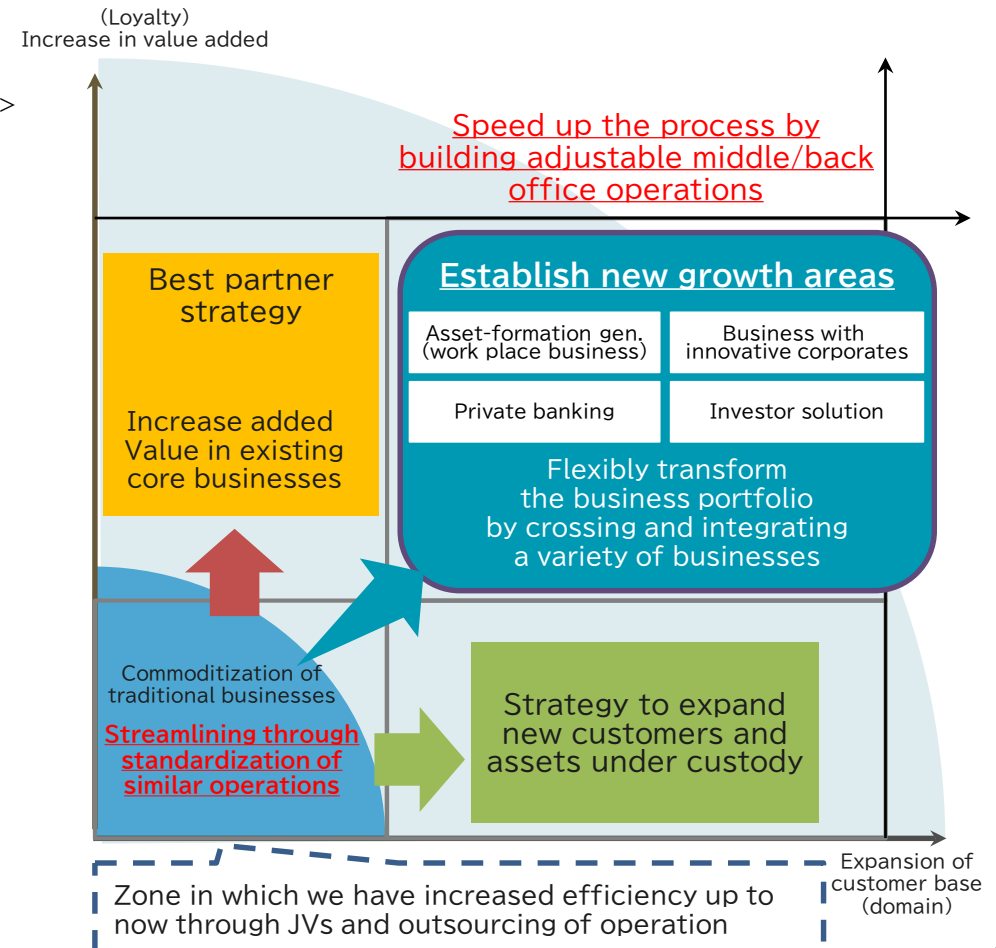 (Loyalty)
Increase in value added
>
Speed up the process by
building adjustable middle/back
office operations
Best partner
strategy
Increase added
Value in existing
core businesses
Establish new growth areas
Asset-formation gen.
(work place business)
Business with
innovative corporates
Private banking
Investor solution
Flexibly transform
the business portfolio
by crossing and integrating
a variety of businesses
Commoditization of
traditional businesses
Streamlining through
standardization of
similar operations
Strategy to expand
new customers and
assets under custody
Expansion of
customer base
(domain)
Zone in which we have increased efficiency up to
now through JVs and outsourcing of operation